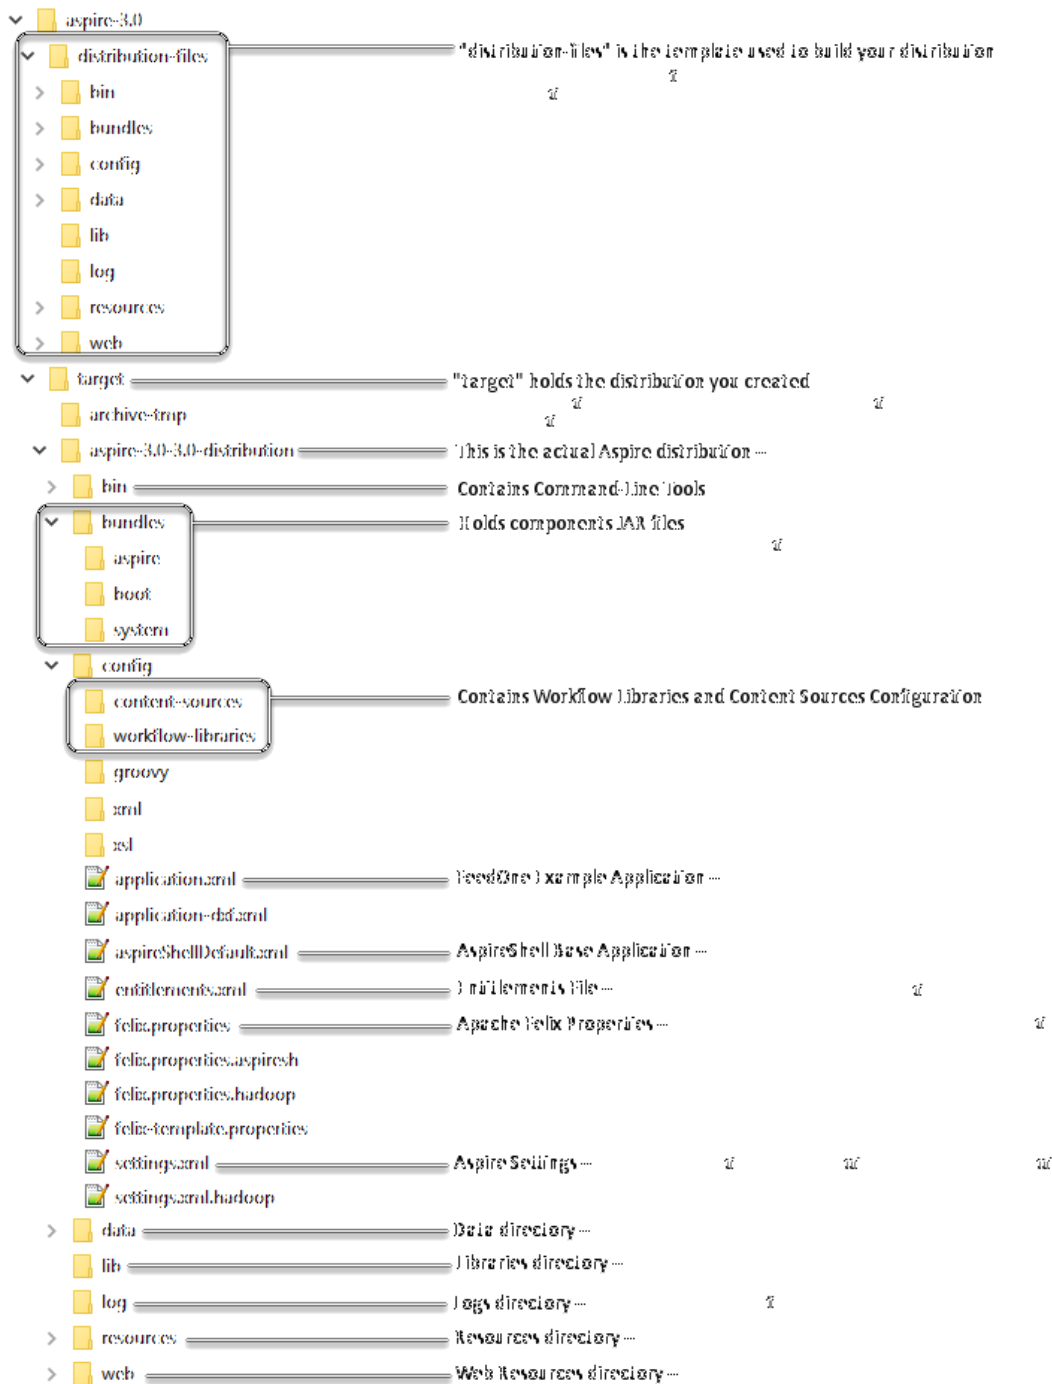 aspire-3.0
distribution-files "distribution-files" is the template used to build your distribution
bin
bundles
config
data
lib
log
resources
web
target "target" holds the distribution you created
archive-tmp
aspire-3.0-3.0-distribution This is the actual Aspire distribution
bin Contains Command-Line Tools
bundles Holds components JAR files
aspire
boot
system
config
content-sources Contains Workflow Libraries and Content Sources Configuration
workflow-libraries
groovy
xml
xsl
application.xml FeedOne Example Application
application-dxf.xml
aspireShellDefault.xml AspireShell Base Application
entitlements.xml Entitlements File
felix.properties Apache Felix Properties
felix.properties.aspiresh
felix.properties.hadoop
felix-template.properties
settings.xml Aspire Settings
settings.xml.hadoop
data Data directory
lib Libraries directory
log Logs directory
resources Resources directory
web Web Resources directory